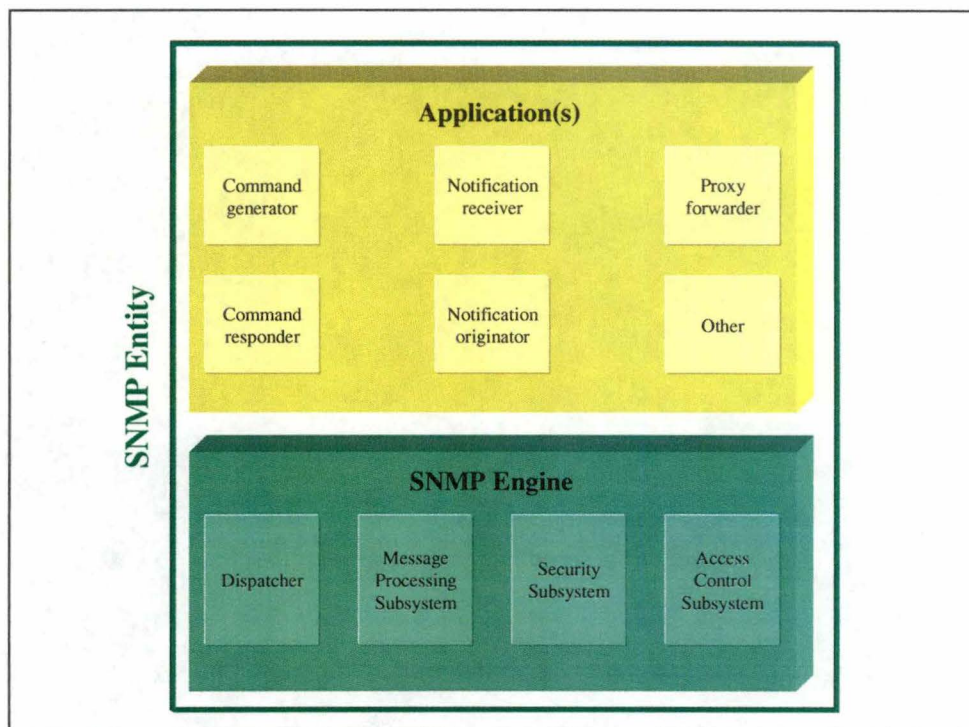 SNMP Entity
Application(s)
Command
generator
Notification
receiver
Proxy
forwarder
Command
responder
Notification
originator
Other
SNMP Engine
Dispatcher
Message
Processing
Subsystem
Security
Subsystem
Access
Control
Subsystem